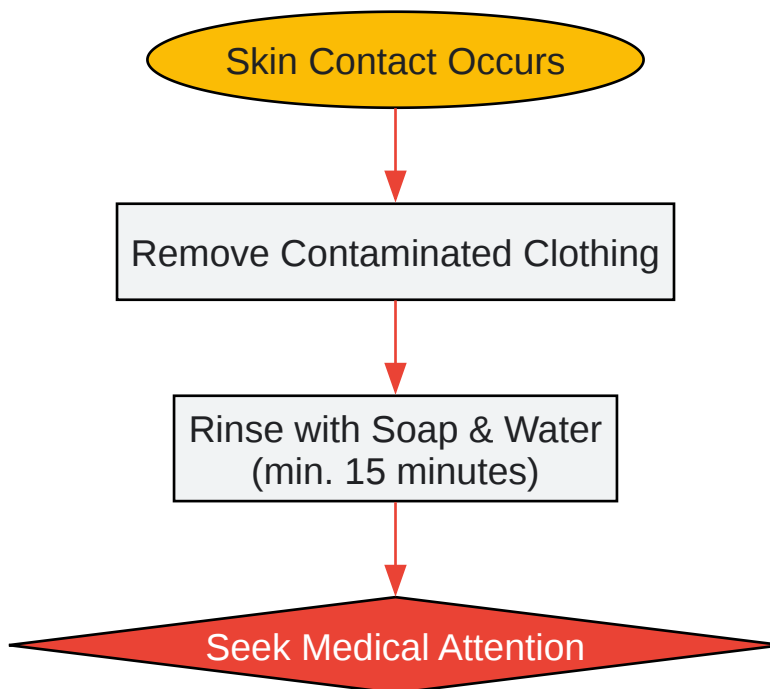 Skin Contact Occurs
Remove Contaminated Clothing
Rinse with Soap & Water
(min. 15 minutes)
Seek Medical Attention